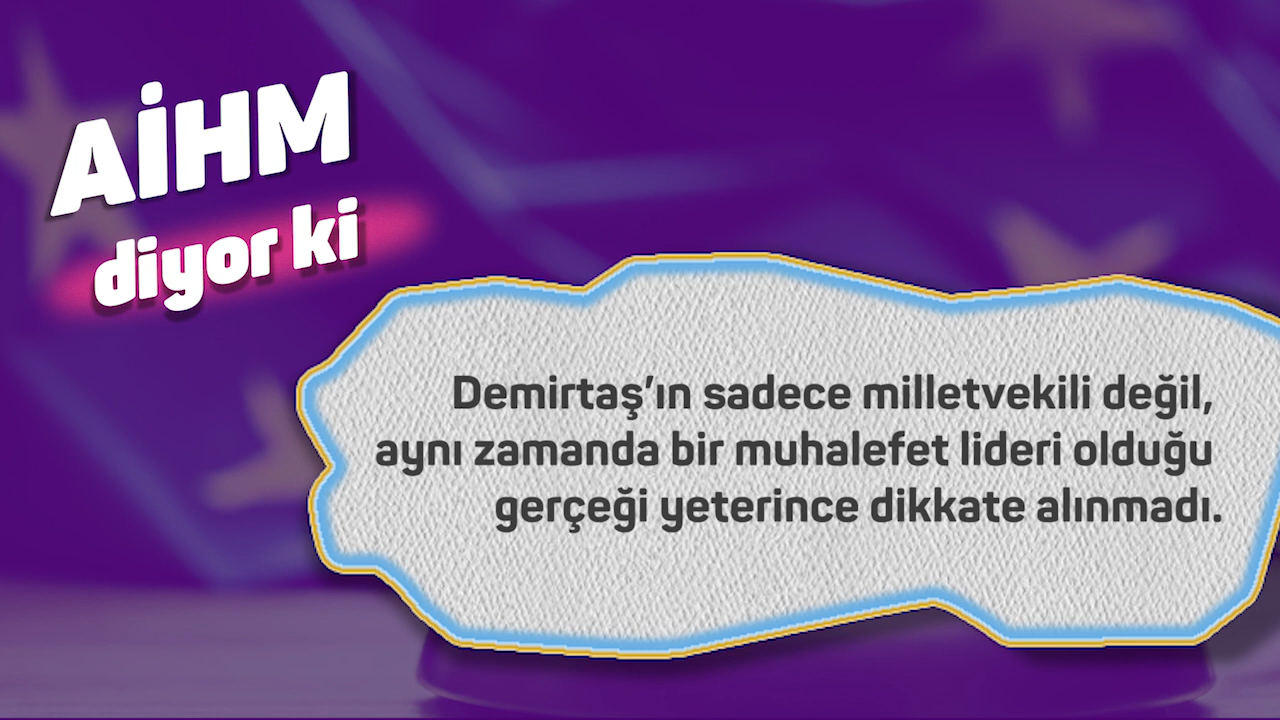 AİHM
diyor ki
Demirtaş’ın sadece milletvekili değil,
aynı zamanda bir muhalefet lideri olduğu
gerçeği yeterince dikkate alınmadı.